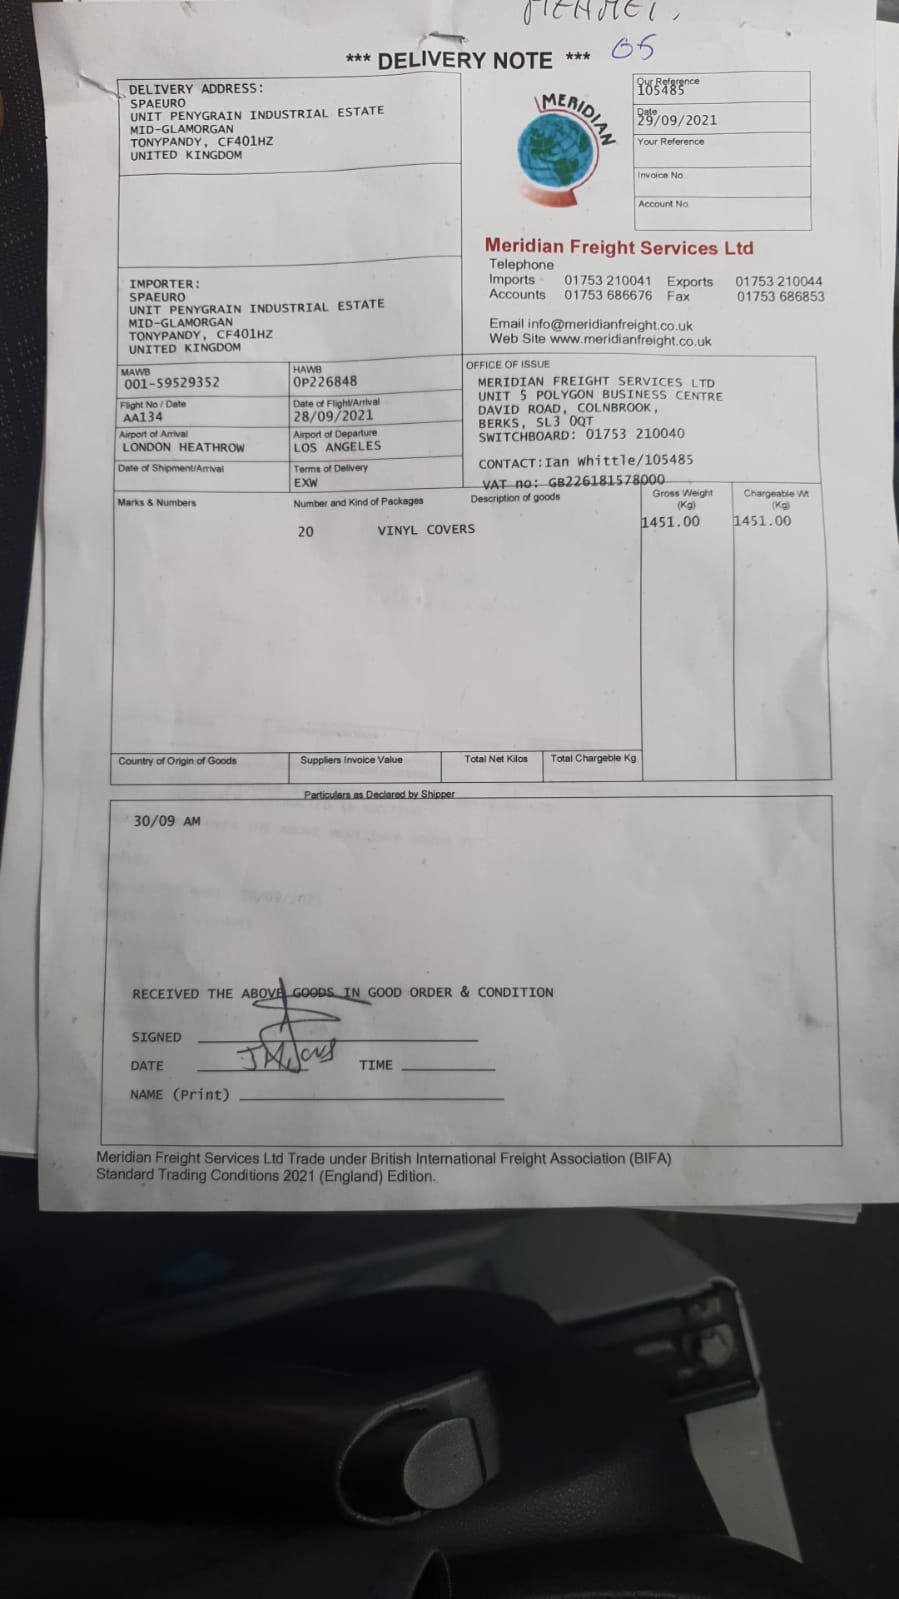 MEHMET,
05
*** DELIVERY NOTE ***
DELIVERY ADDRESS:
SPAEURO
UNIT PENYGRAIN INDUSTRIAL ESTATE
MID-GLAMORGAN
TONYPANDY, CF401HZ
UNITED KINGDOM
MERIDIAN
Our Reference
105485
Date
29/09/2021
Your Reference
Invoice No.
Account No.
Meridian Freight Services Ltd
Telephone
Imports 01753 210041 Exports 01753 210044
Accounts 01753 686676 Fax 01753 686853
Email info@meridianfreight.co.uk
Web Site www.meridianfreight.co.uk
IMPORTER:
SPAEURO
UNIT PENYGRAIN INDUSTRIAL ESTATE
MID-GLAMORGAN
TONYPANDY, CF401HZ
UNITED KINGDOM
MAWB HAWB
001-59529352 OP226848
Flight No / Date Date of Flight/Arrival
AA134 28/09/2021
Airport of Arrival Airport of Departure
LONDON HEATHROW LOS ANGELES
Date of Shipment/Arrival Terms of Delivery
EXW
OFFICE OF ISSUE
MERIDIAN FREIGHT SERVICES LTD
UNIT 5 POLYGON BUSINESS CENTRE
DAVID ROAD, COLNBROOK,
BERKS, SL3 0QT
SWITCHBOARD: 01753 210040
CONTACT:Ian Whittle/105485
VAT no: GB226181578000
Marks & Numbers Number and Kind of Packages Description of goods Gross Weight (Kg) Chargeable Wt (Kg)
20 VINYL COVERS 1451.00 1451.00
Country of Origin of Goods Suppliers Invoice Value Total Net Kilos Total Chargeble Kg
Particulars as Declared by Shipper
30/09 AM
RECEIVED THE ABOVE GOODS IN GOOD ORDER & CONDITION
SIGNED
DATE TIME
NAME (Print)
Meridian Freight Services Ltd Trade under British International Freight Association (BIFA)
Standard Trading Conditions 2021 (England) Edition.